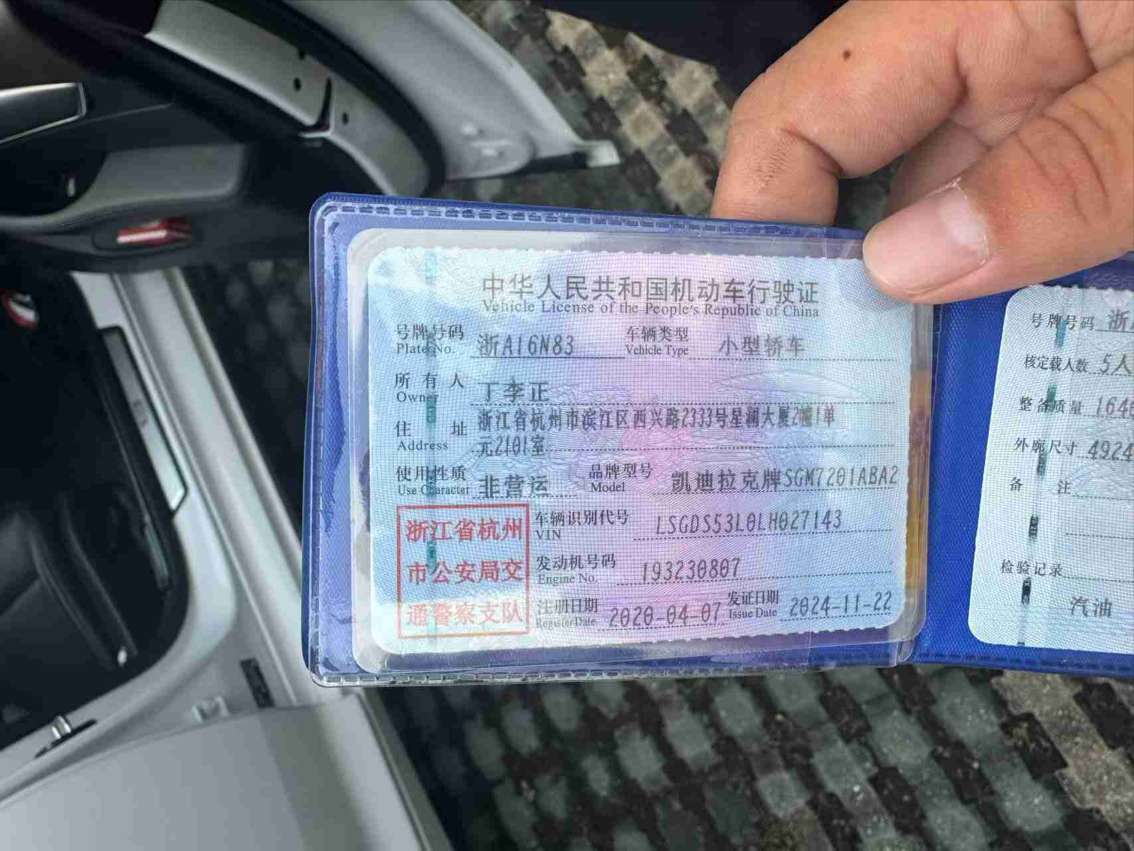 中华人民共和国机动车行驶证
Vehicle License of the People's Republic of China
号牌号码 浙A16N83 车辆类型 小型轿车
Plate No. Vehicle Type
所有人 丁李正
Owner
住址 浙江省杭州市滨江区西兴路2333号星澜大厦2幢1单
Address 元2101室
使用性质 非营运 品牌型号 凯迪拉克牌SGM7201ABA2
Use Character Model
浙江省杭州
市公安局交
通警察支队
车辆识别代号 LSGDS53L0LH027143
VIN
发动机号码 193230807
Engine No.
注册日期 2020-04-07 发证日期 2024-11-22
Register Date Issue Date
号牌号码 浙
核定载人数 5人
整备质量 164
外廓尺寸 4924
备注
检验记录
汽油